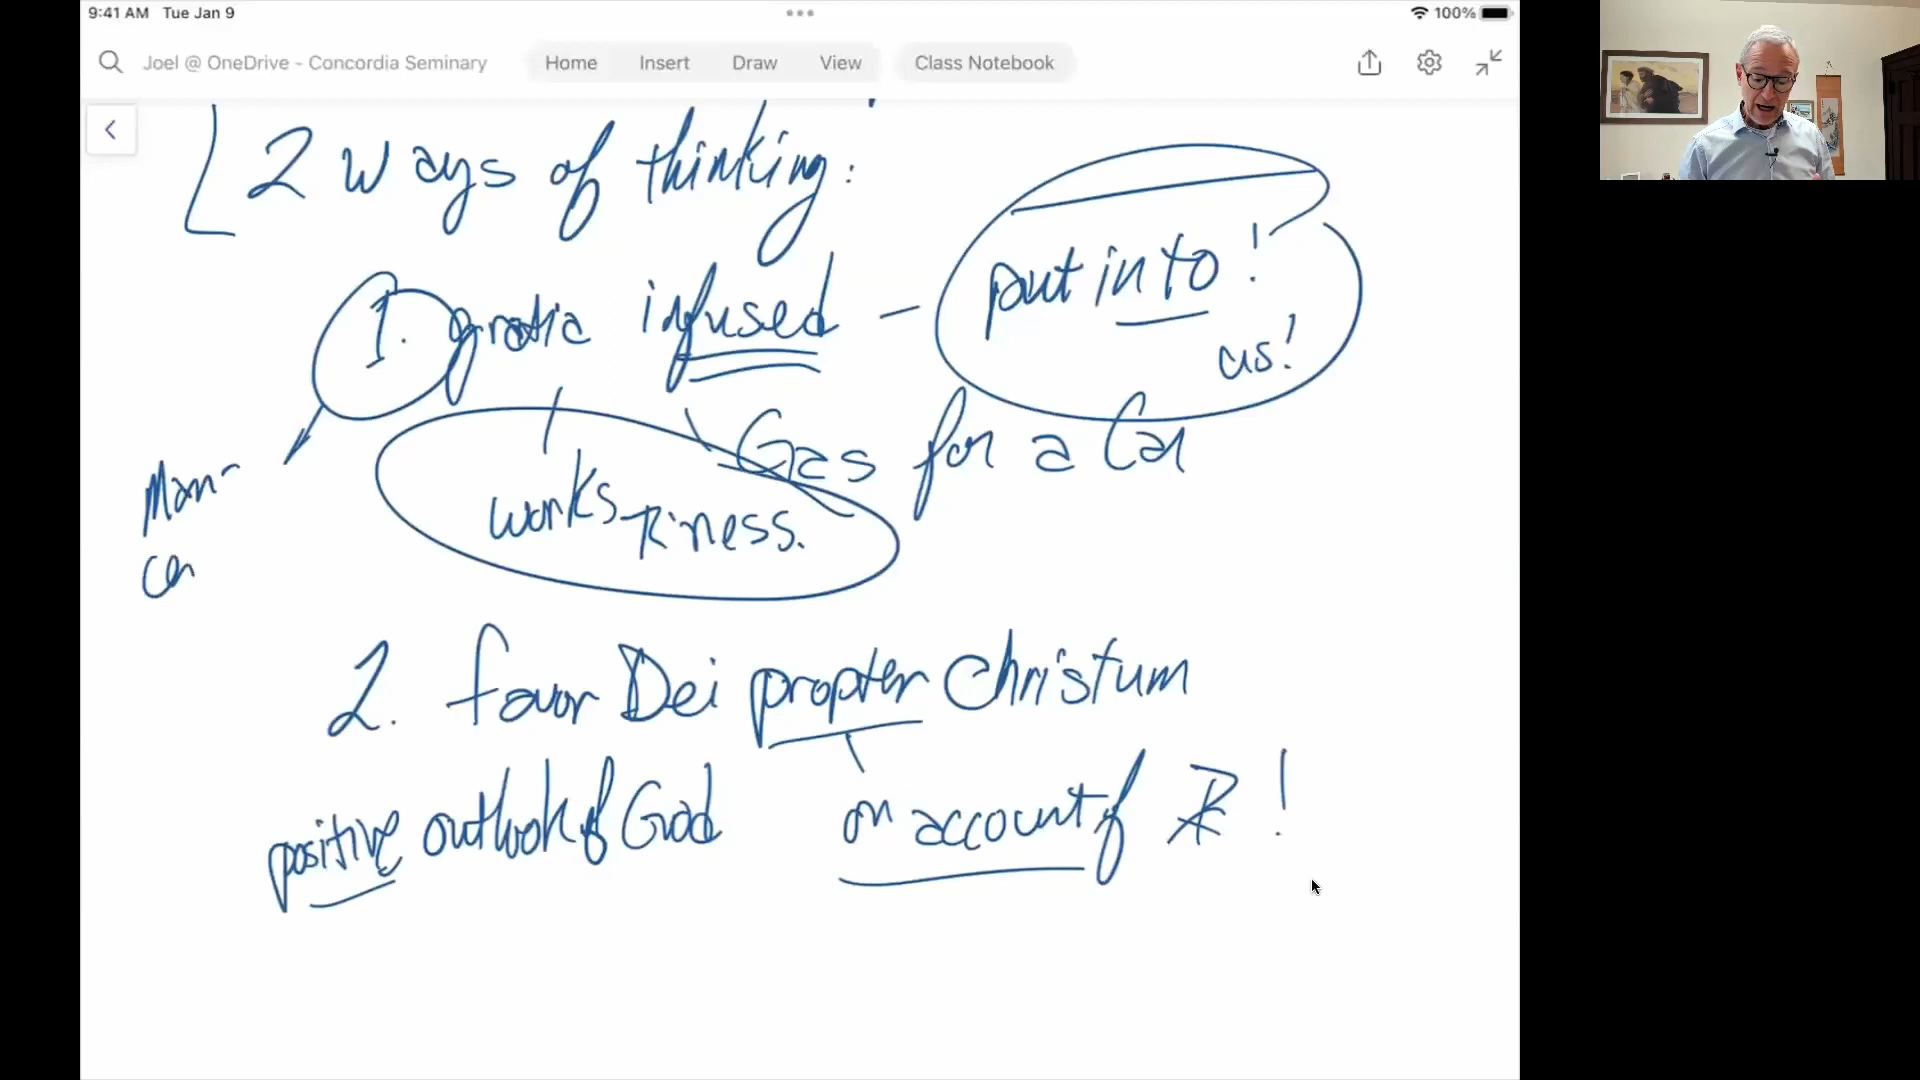 9:41 AM Tue Jan 9
100%
Joel @ OneDrive - Concordia Seminary
Home Insert Draw View Class Notebook
2 ways of thinking:
1. gratia infused — put into!
us!
Gas for a Car
works
Man-
Cen
2. favor Dei propter Christum
positive outlook of God on account of !